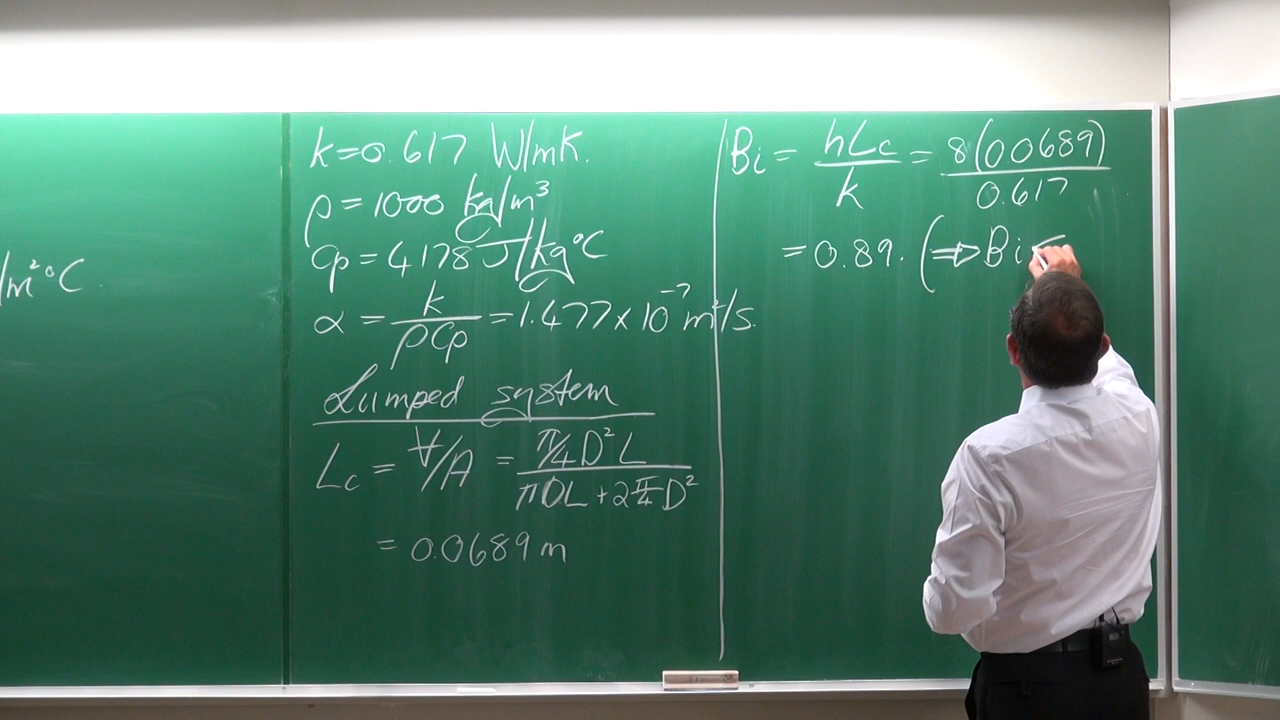 /m²°C
k=0.617 W/mK.
ρ=1000 kg/m³
Cp=4178 J/kg°C
α = k/ρCp = 1.477×10⁻⁷ m²/s.
Lumped system
Lc = V/A = π/4 D² L / πDL + 2 π/4 D²
= 0.0689 m
Bi = hLc/k = 8(0.0689)/0.617
= 0.89. (⇒ Bi